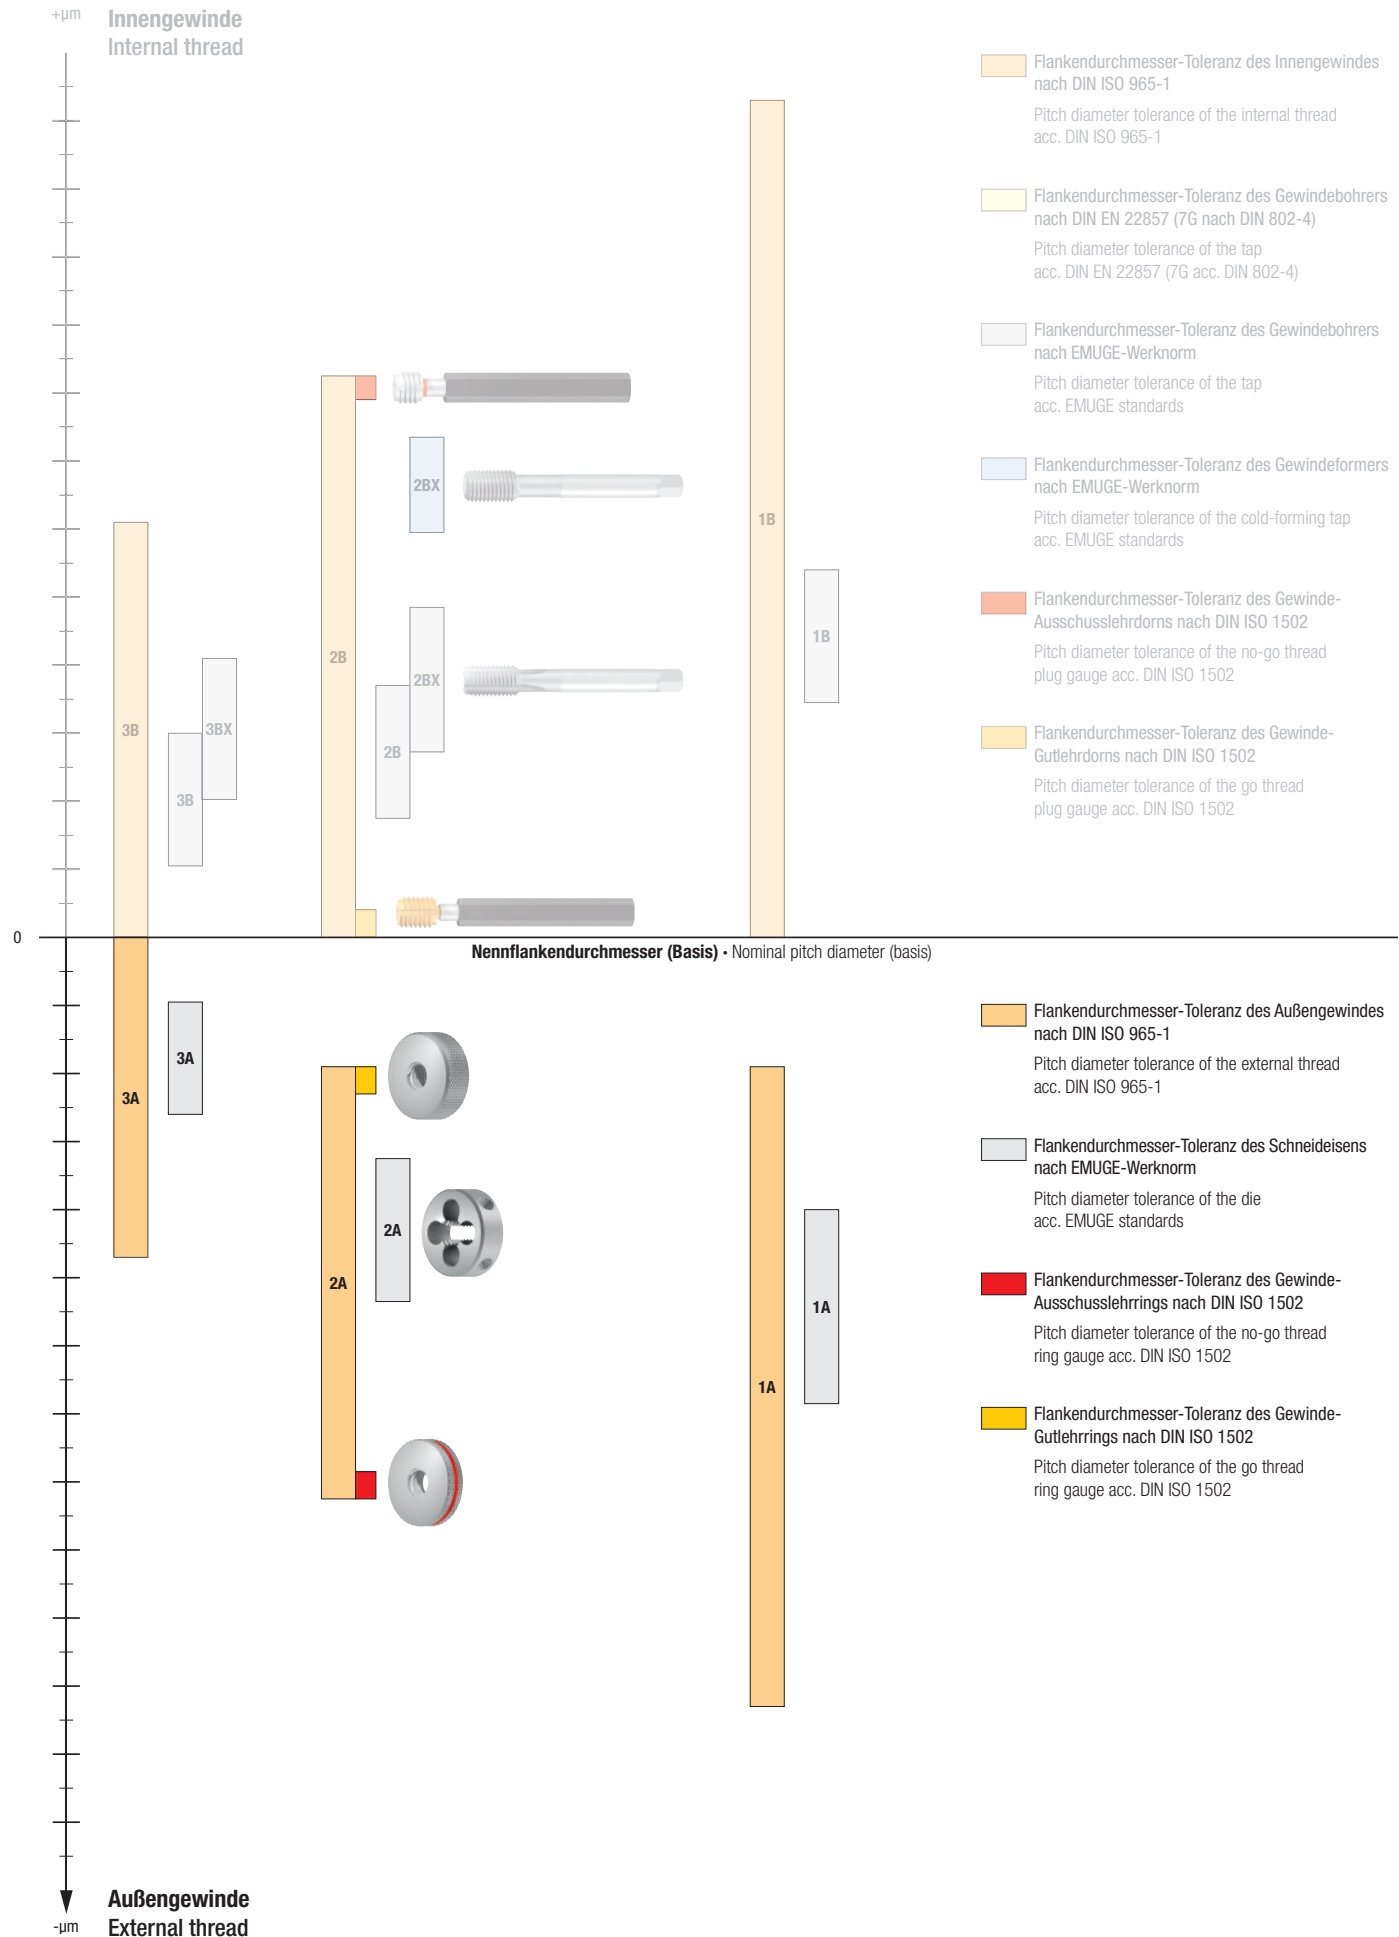 +µm
Innengewinde
Internal thread
Flankendurchmesser-Toleranz des Innengewindes
nach DIN ISO 965-1
Pitch diameter tolerance of the internal thread
acc. DIN ISO 965-1
Flankendurchmesser-Toleranz des Gewindebohrers
nach DIN EN 22857 (7G nach DIN 802-4)
Pitch diameter tolerance of the tap
acc. DIN EN 22857 (7G acc. DIN 802-4)
Flankendurchmesser-Toleranz des Gewindebohrers
nach EMUGE-Werknorm
Pitch diameter tolerance of the tap
acc. EMUGE standards
Flankendurchmesser-Toleranz des Gewindeformers
nach EMUGE-Werknorm
Pitch diameter tolerance of the cold-forming tap
acc. EMUGE standards
Flankendurchmesser-Toleranz des Gewinde-
Ausschusslehrdorns nach DIN ISO 1502
Pitch diameter tolerance of the no-go thread
plug gauge acc. DIN ISO 1502
Flankendurchmesser-Toleranz des Gewinde-
Gutlehrdorns nach DIN ISO 1502
Pitch diameter tolerance of the go thread
plug gauge acc. DIN ISO 1502
2BX
1B
1B
2B
2BX
3B
3BX
2B
3B
0
Nennflankendurchmesser (Basis) • Nominal pitch diameter (basis)
3A
3A
2A
2A
1A
1A
Flankendurchmesser-Toleranz des Außengewindes
nach DIN ISO 965-1
Pitch diameter tolerance of the external thread
acc. DIN ISO 965-1
Flankendurchmesser-Toleranz des Schneideisens
nach EMUGE-Werknorm
Pitch diameter tolerance of the die
acc. EMUGE standards
Flankendurchmesser-Toleranz des Gewinde-
Ausschusslehrrings nach DIN ISO 1502
Pitch diameter tolerance of the no-go thread
ring gauge acc. DIN ISO 1502
Flankendurchmesser-Toleranz des Gewinde-
Gutlehrrings nach DIN ISO 1502
Pitch diameter tolerance of the go thread
ring gauge acc. DIN ISO 1502
-µm
Außengewinde
External thread